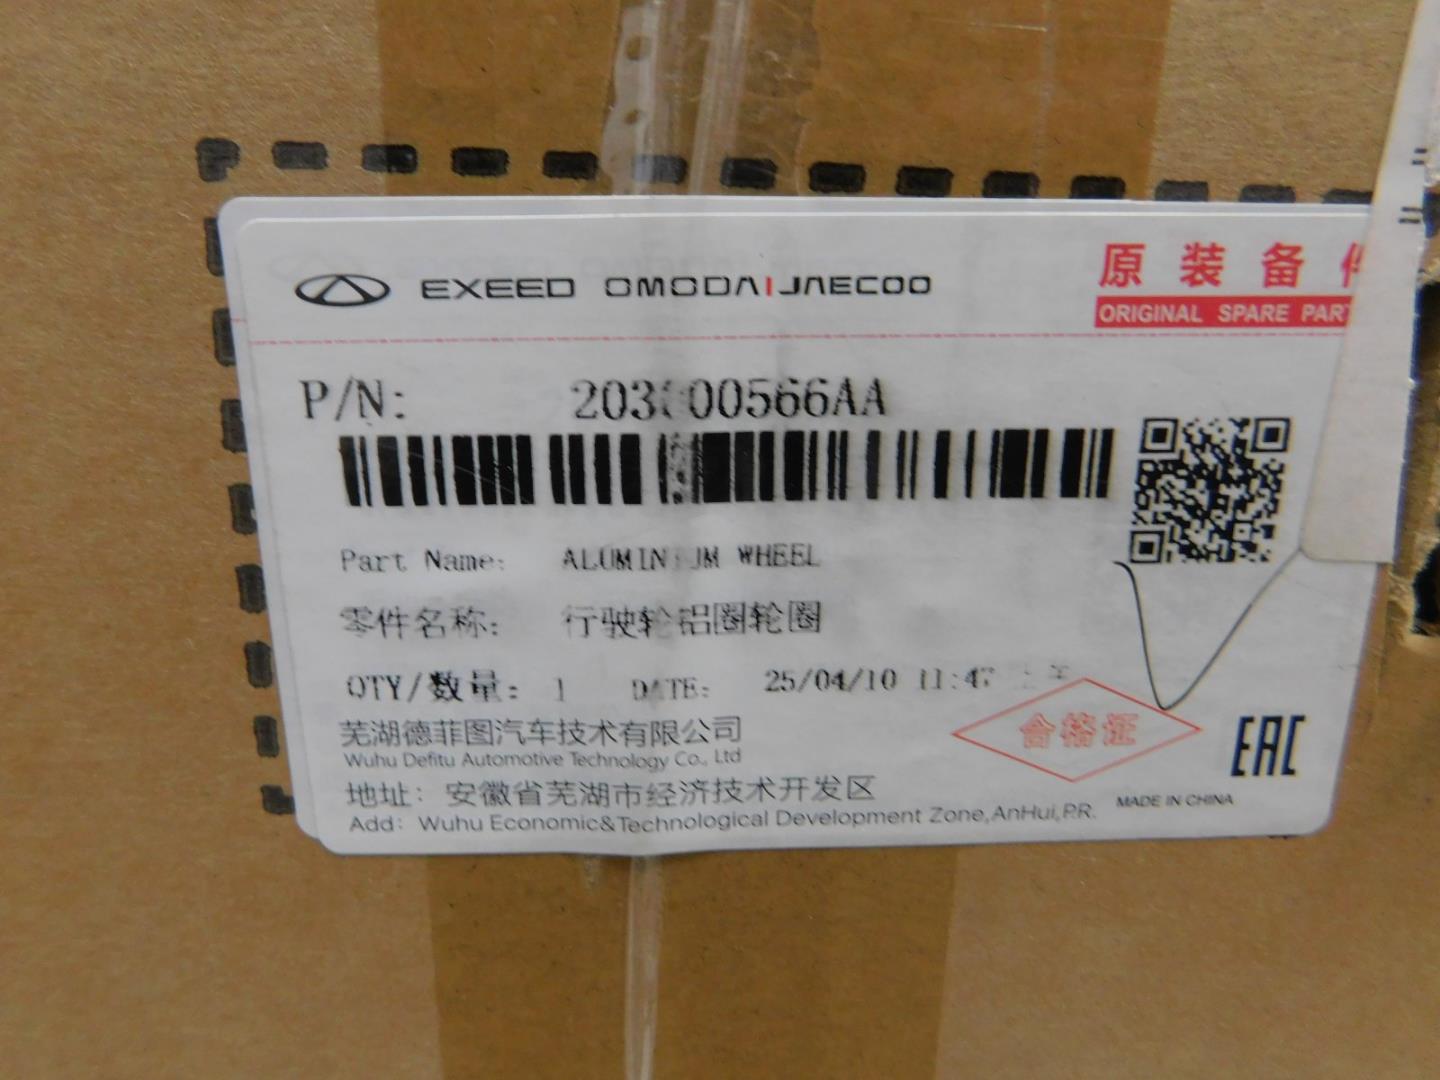 EXEED OMODA|JAECOO
原装备件
ORIGINAL SPARE PART
P/N:
Part Name: ALUMINIUM WHEEL
零件名称: 行驶轮铝圈轮圈
QTY/数量: 1 DATE: 25/04/10 11:47
芜湖德菲图汽车技术有限公司
Wuhu Defitu Automotive Technology Co., Ltd
合格证
EAC
地址: 安徽省芜湖市经济技术开发区
Add: Wuhu Economic&Technological Development Zone,AnHui,P.R.
MADE IN CHINA